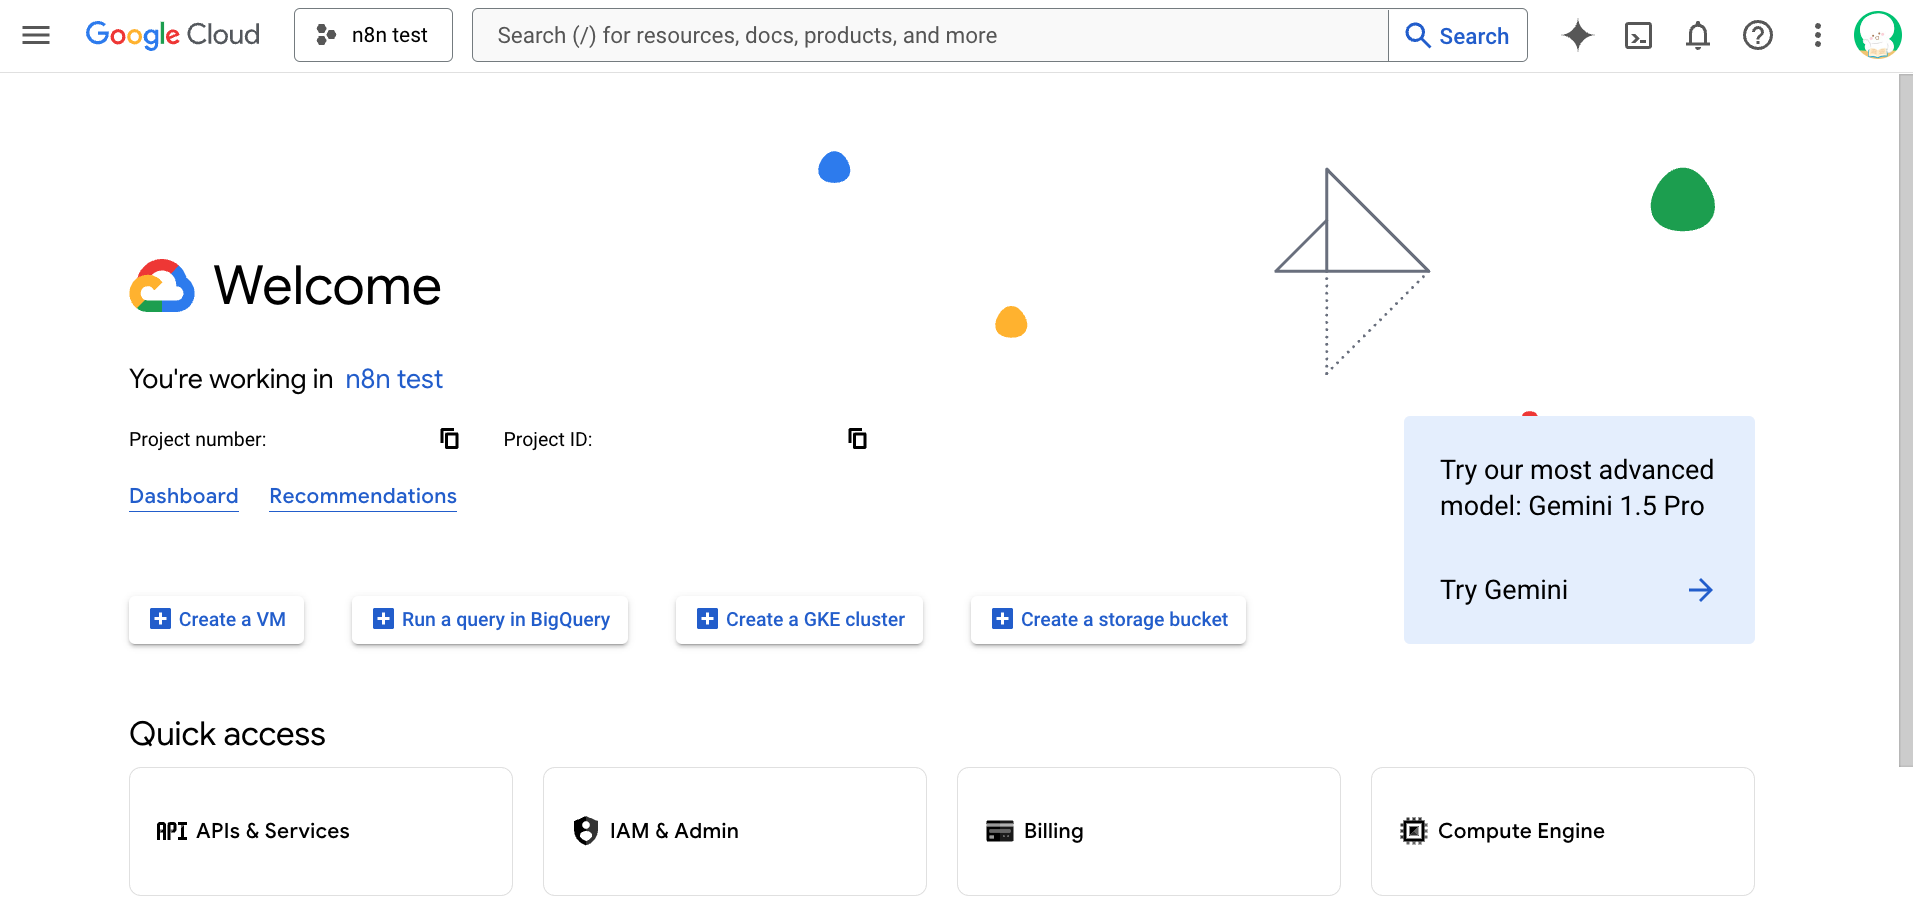 Google Cloud
n8n test
Search (/) for resources, docs, products, and more
Search
Welcome
You're working in n8n test
Project number:
Project ID:
Dashboard
Recommendations
Try our most advanced
model: Gemini 1.5 Pro
Try Gemini
Create a VM
Run a query in BigQuery
Create a GKE cluster
Create a storage bucket
Quick access
API APIs & Services
IAM & Admin
Billing
Compute Engine